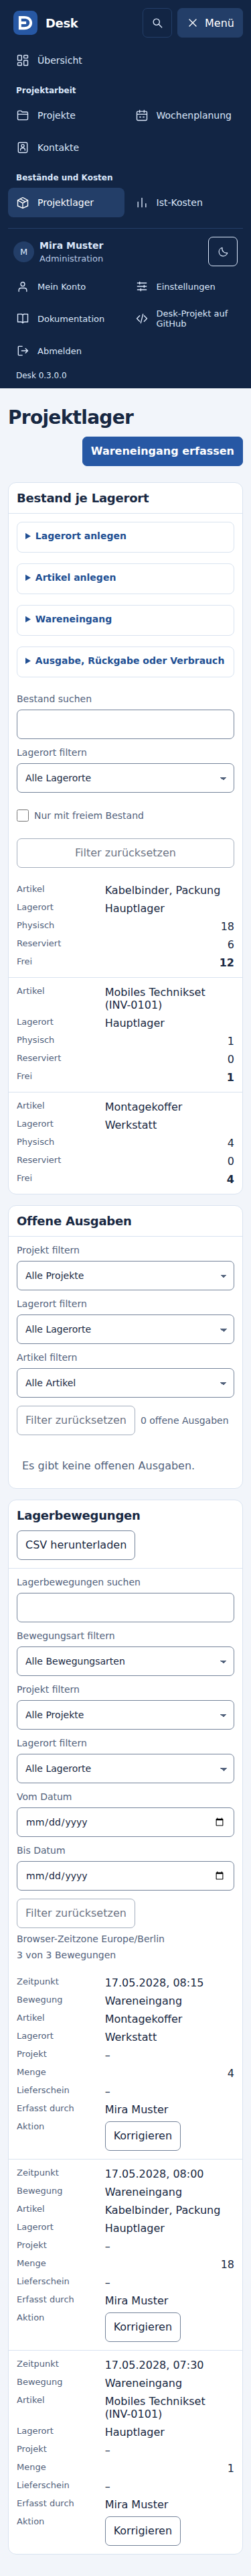 Desk
Menü
Übersicht
Projektarbeit
Projekte
Wochenplanung
Kontakte
Bestände und Kosten
Projektlager
Ist-Kosten
M
Mira Muster
Administration
Mein Konto
Einstellungen
Dokumentation
Desk-Projekt auf
GitHub
Abmelden
Desk 0.3.0.0
Projektlager
Wareneingang erfassen
Bestand je Lagerort
Lagerort anlegen
Artikel anlegen
Wareneingang
Ausgabe, Rückgabe oder Verbrauch
Bestand suchen
Lagerort filtern
Alle Lagerorte
Nur mit freiem Bestand
Filter zurücksetzen
Artikel Kabelbinder, Packung
Lagerort Hauptlager
Physisch 18
Reserviert 6
Frei 12
Artikel Mobiles Technikset
(INV-0101)
Lagerort Hauptlager
Physisch 1
Reserviert 0
Frei 1
Artikel Montagekoffer
Lagerort Werkstatt
Physisch 4
Reserviert 0
Frei 4
Offene Ausgaben
Projekt filtern
Alle Projekte
Lagerort filtern
Alle Lagerorte
Artikel filtern
Alle Artikel
Filter zurücksetzen 0 offene Ausgaben
Es gibt keine offenen Ausgaben.
Lagerbewegungen
CSV herunterladen
Lagerbewegungen suchen
Bewegungsart filtern
Alle Bewegungsarten
Projekt filtern
Alle Projekte
Lagerort filtern
Alle Lagerorte
Vom Datum
mm/dd/yyyy
Bis Datum
mm/dd/yyyy
Filter zurücksetzen
Browser-Zeitzone Europe/Berlin
3 von 3 Bewegungen
Zeitpunkt 17.05.2028, 08:15
Bewegung Wareneingang
Artikel Montagekoffer
Lagerort Werkstatt
Projekt –
Menge 4
Lieferschein –
Erfasst durch Mira Muster
Aktion Korrigieren
Zeitpunkt 17.05.2028, 08:00
Bewegung Wareneingang
Artikel Kabelbinder, Packung
Lagerort Hauptlager
Projekt –
Menge 18
Lieferschein –
Erfasst durch Mira Muster
Aktion Korrigieren
Zeitpunkt 17.05.2028, 07:30
Bewegung Wareneingang
Artikel Mobiles Technikset
(INV-0101)
Lagerort Hauptlager
Projekt –
Menge 1
Lieferschein –
Erfasst durch Mira Muster
Aktion Korrigieren